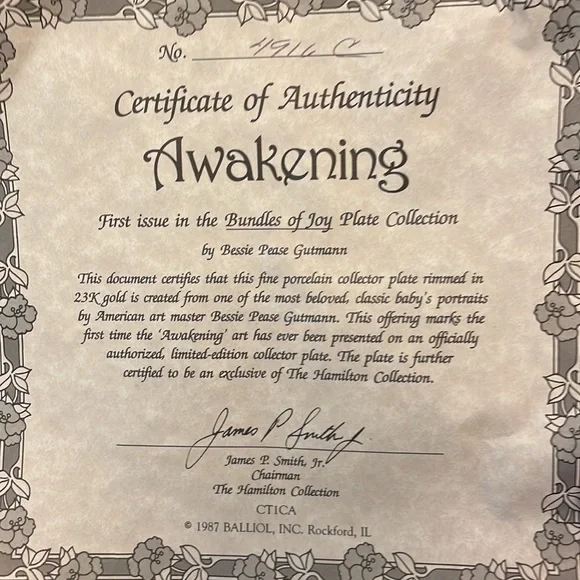 No. 4916 C
Certificate of Authenticity
Awakening
First issue in the Bundles of Joy Plate Collection
by Bessie Pease Gutmann
This document certifies that this fine porcelain collector plate rimmed in
23K gold is created from one of the most beloved, classic baby's portraits
by American art master Bessie Pease Gutmann. This offering marks the
first time the 'Awakening' art has ever been presented on an officially
authorized, limited-edition collector plate. The plate is further
certified to be an exclusive of The Hamilton Collection.
James P Smith Jr.
James P. Smith, Jr.
Chairman
The Hamilton Collection
CT1CA
© 1987 BALLIOL, INC. Rockford, IL